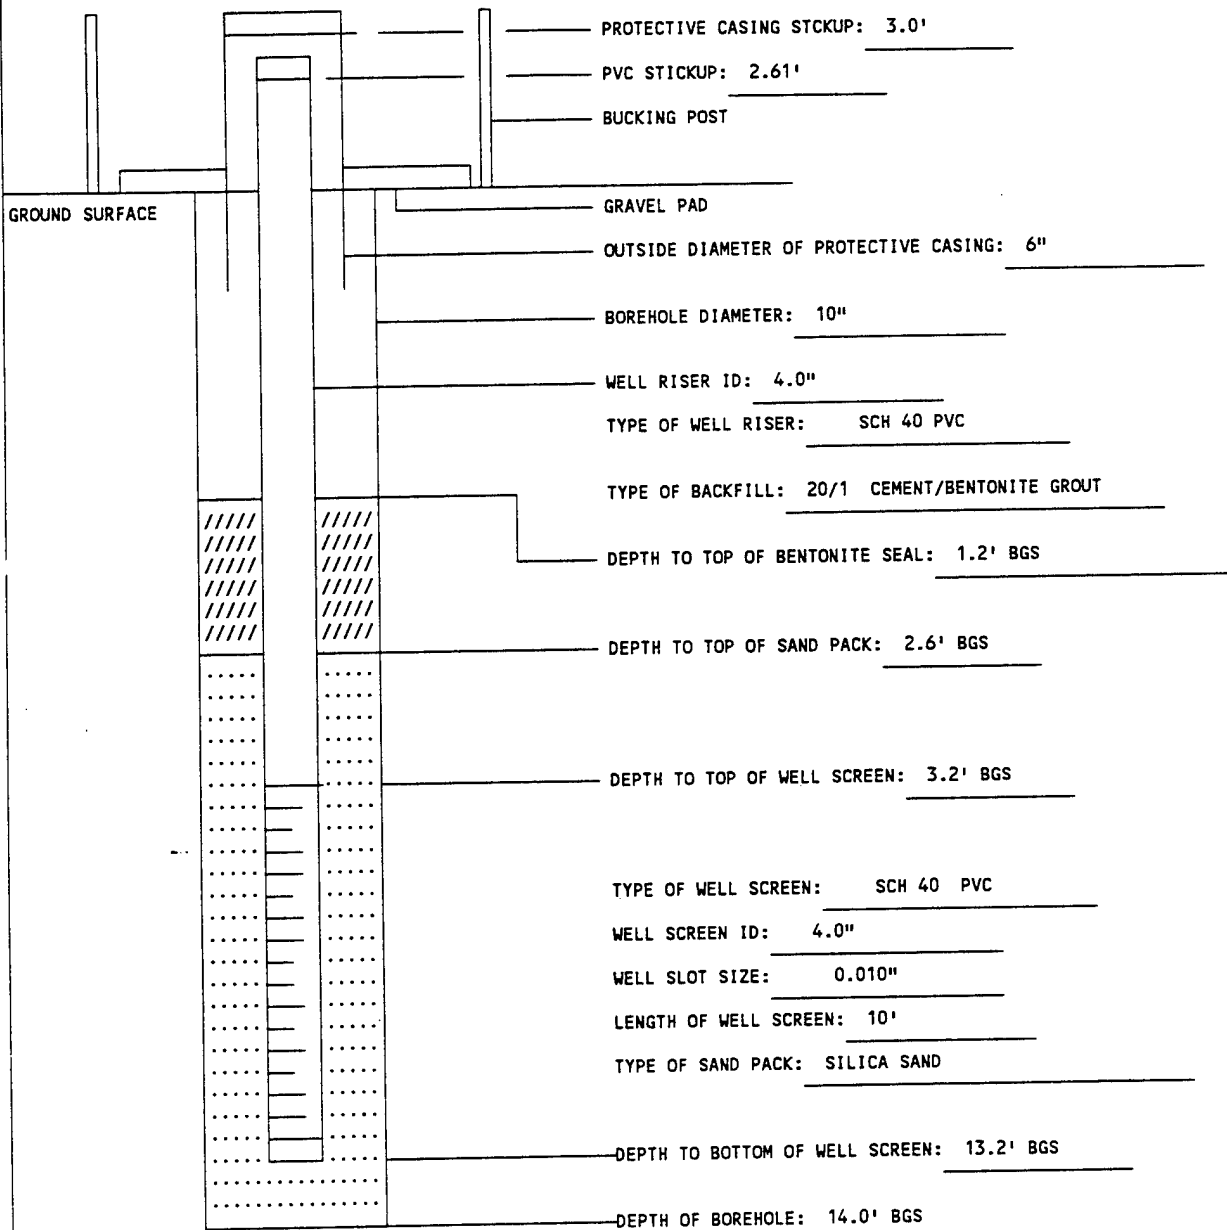 PROTECTIVE CASING STCKUP: 3.0'
PVC STICKUP: 2.61'
BUCKING POST
GROUND SURFACE
GRAVEL PAD
OUTSIDE DIAMETER OF PROTECTIVE CASING: 6"
BOREHOLE DIAMETER: 10"
WELL RISER ID: 4.0"
TYPE OF WELL RISER: SCH 40 PVC
TYPE OF BACKFILL: 20/1 CEMENT/BENTONITE GROUT
DEPTH TO TOP OF BENTONITE SEAL: 1.2' BGS
DEPTH TO TOP OF SAND PACK: 2.6' BGS
DEPTH TO TOP OF WELL SCREEN: 3.2' BGS
TYPE OF WELL SCREEN: SCH 40 PVC
WELL SCREEN ID: 4.0"
WELL SLOT SIZE: 0.010"
LENGTH OF WELL SCREEN: 10'
TYPE OF SAND PACK: SILICA SAND
DEPTH TO BOTTOM OF WELL SCREEN: 13.2' BGS
DEPTH OF BOREHOLE: 14.0' BGS